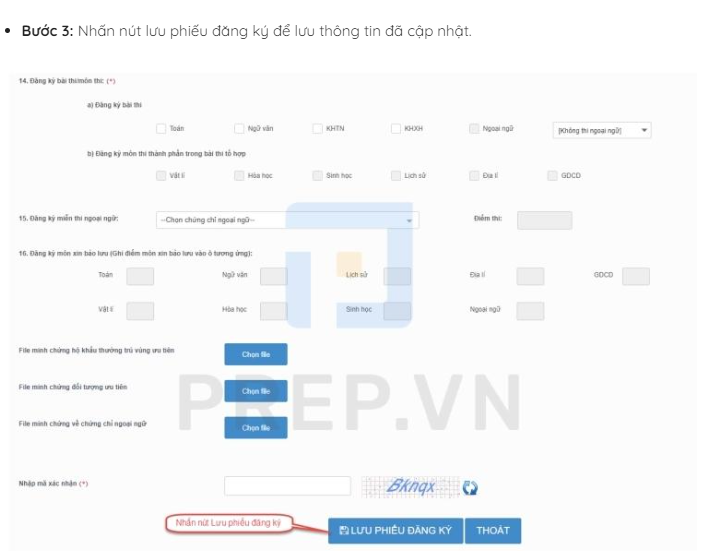 • Bước 3: Nhấn nút lưu phiếu đăng ký để lưu thông tin đã cập nhật.
14. Đăng ký bài thi/môn thi: (*)
a) Đăng ký bài thi
Toán Ngữ văn KHTN KHXH Ngoại ngữ [Không thi ngoại ngữ]
b) Đăng ký môn thi thành phần trong bài thi tổ hợp
Vật lí Hóa học Sinh học Lịch sử Địa lí GDCD
15. Đăng ký miễn thi ngoại ngữ: --Chọn chứng chỉ ngoại ngữ-- Điểm thi:
16. Đăng ký môn xin bảo lưu (Ghi điểm môn xin bảo lưu vào ô tương ứng):
Toán Ngữ văn Lịch sử Địa lí GDCD
Vật lí Hóa học Sinh học Ngoại ngữ
File minh chứng hộ khẩu thường trú vùng ưu tiên Chọn file
File minh chứng đối tượng ưu tiên Chọn file
PREP.VN
File minh chứng về chứng chỉ ngoại ngữ Chọn file
Nhập mã xác nhận (*) Bknqx
Nhấn nút Lưu phiếu đăng ký LƯU PHIẾU ĐĂNG KÝ THOÁT